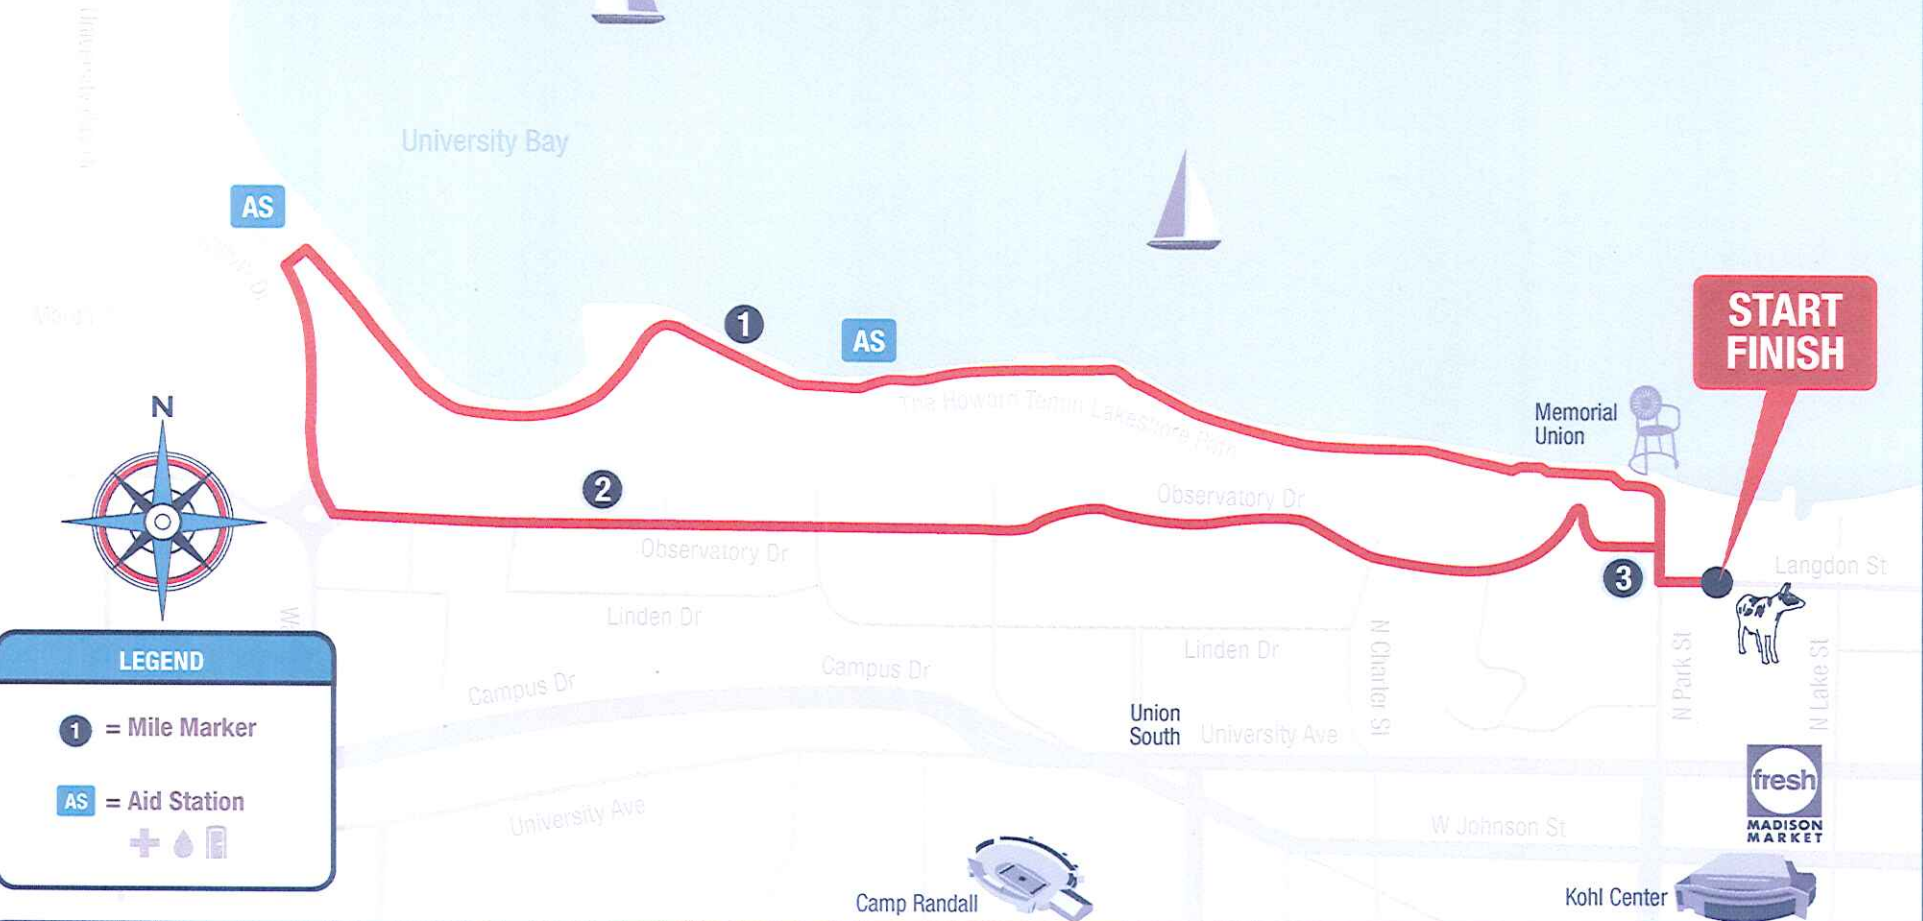 University Bay
AS
1
AS
START
FINISH
The Howard Temin Lakeshore Path
Memorial
Union
N
2
Observatory Dr
Observatory Dr
3
Langdon St
Linden Dr
Linden Dr
N Charter St
N Park St
N Lake St
LEGEND
1 = Mile Marker
AS = Aid Station
Campus Dr
Campus Dr
Union
South
University Ave
University Ave
W Johnson St
fresh
MADISON
MARKET
Camp Randall
Kohl Center